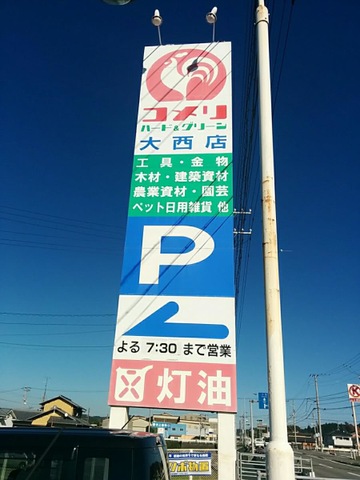 コメリ
ハード&グリーン
大西店
工具・金物
木材・建築資材
農業資材・園芸
ペット日用雑貨 他
P
よる 7:30 まで営業
灯油